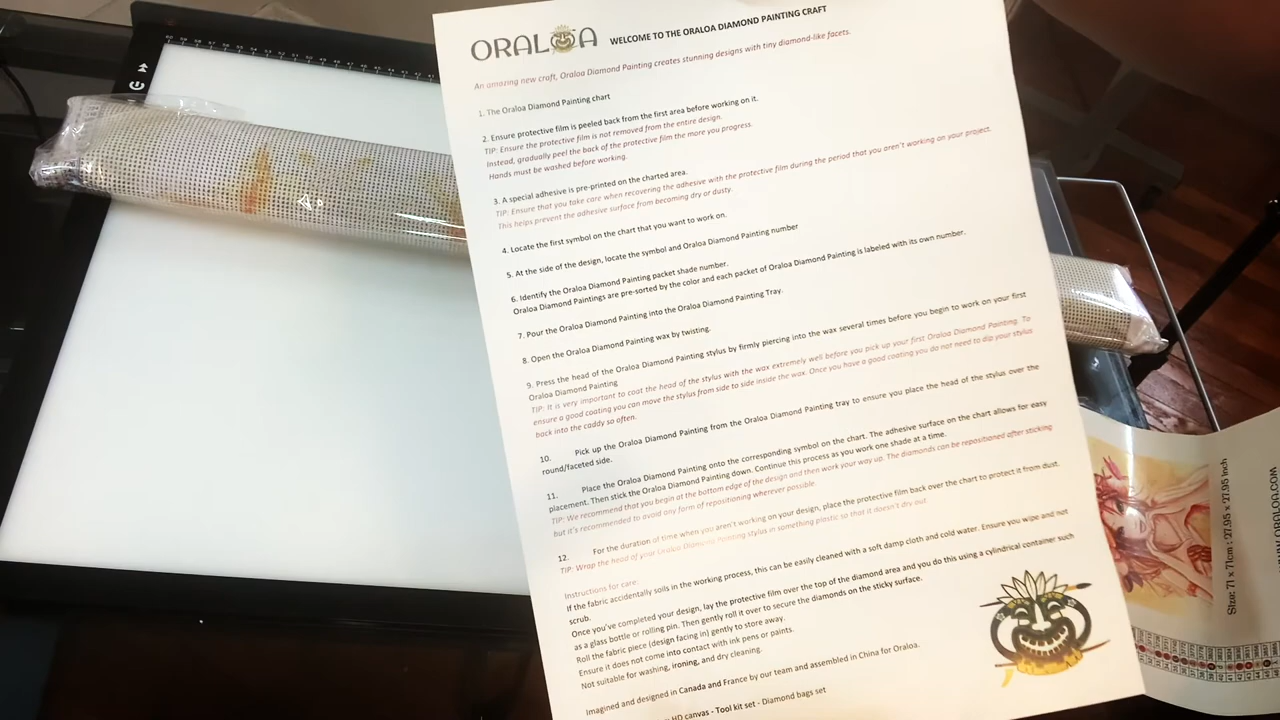 ORALOA WELCOME TO THE ORALOA DIAMOND PAINTING CRAFT
An amazing new craft, Oraloa Diamond Painting creates stunning designs with tiny diamond-like facets.
1. The Oraloa Diamond Painting chart
2. Ensure protective film is peeled back from the first area before working on it.
TIP: Ensure the protective film is not removed from the entire design.
Instead, gradually peel the back of the protective film the more you progress.
Hands must be washed before working.
3. A special adhesive is pre-printed on the charted area.
TIP: Ensure that you take care when recovering the adhesive with the protective film during the period that you aren't working on your project.
This helps prevent the adhesive surface from becoming dry or dusty.
4. Locate the first symbol on the chart that you want to work on.
5. At the side of the design, locate the symbol and Oraloa Diamond Painting number
6. Identify the Oraloa Diamond Painting packet shade number.
Oraloa Diamond Paintings are pre-sorted by the color and each packet of Oraloa Diamond Painting is labeled with its own number.
7. Pour the Oraloa Diamond Painting into the Oraloa Diamond Painting Tray.
8. Open the Oraloa Diamond Painting wax by twisting.
9. Press the head of the Oraloa Diamond Painting stylus by firmly piercing into the wax several times before you begin to work on your first
Oraloa Diamond Painting
TIP: It is very important to coat the head of the stylus with the wax extremely well before you pick up your first Oraloa Diamond Painting. To
ensure a good coating you can move the stylus from side to side inside the wax. Once you have a good coating you do not need to dip your stylus
back into the caddy so often.
10. Pick up the Oraloa Diamond Painting from the Oraloa Diamond Painting tray to ensure you place the head of the stylus over the
round/faceted side.
11. Place the Oraloa Diamond Painting onto the corresponding symbol on the chart. The adhesive surface on the chart allows for easy
placement. Then stick the Oraloa Diamond Painting down. Continue this process as you work one shade at a time.
TIP: We recommend that you begin at the bottom edge of the design and then work your way up. The diamonds can be repositioned after sticking
but it's recommended to avoid any form of repositioning wherever possible.
12. For the duration of time when you aren't working on your design, place the protective film back over the chart to protect it from dust.
TIP: Wrap the head of your Oraloa Diamond Painting stylus in something plastic so that it doesn't dry out.
Instructions for care:
If the fabric accidentally soils in the working process, this can be easily cleaned with a soft damp cloth and cold water. Ensure you wipe and not
scrub.
Once you've completed your design, lay the protective film over the top of the diamond area and you do this using a cylindrical container such
as a glass bottle or rolling pin. Then gently roll it over to secure the diamonds on the sticky surface.
Roll the fabric piece (design facing in) gently to store away.
Ensure it does not come into contact with ink pens or paints.
Not suitable for washing, ironing, and dry cleaning.
Imagined and designed in Canada and France by our team and assembled in China for Oraloa.
HD canvas - Tool kit set - Diamond bags set
Size: 71 x 71cm : 27.95 x 27.95 Inch